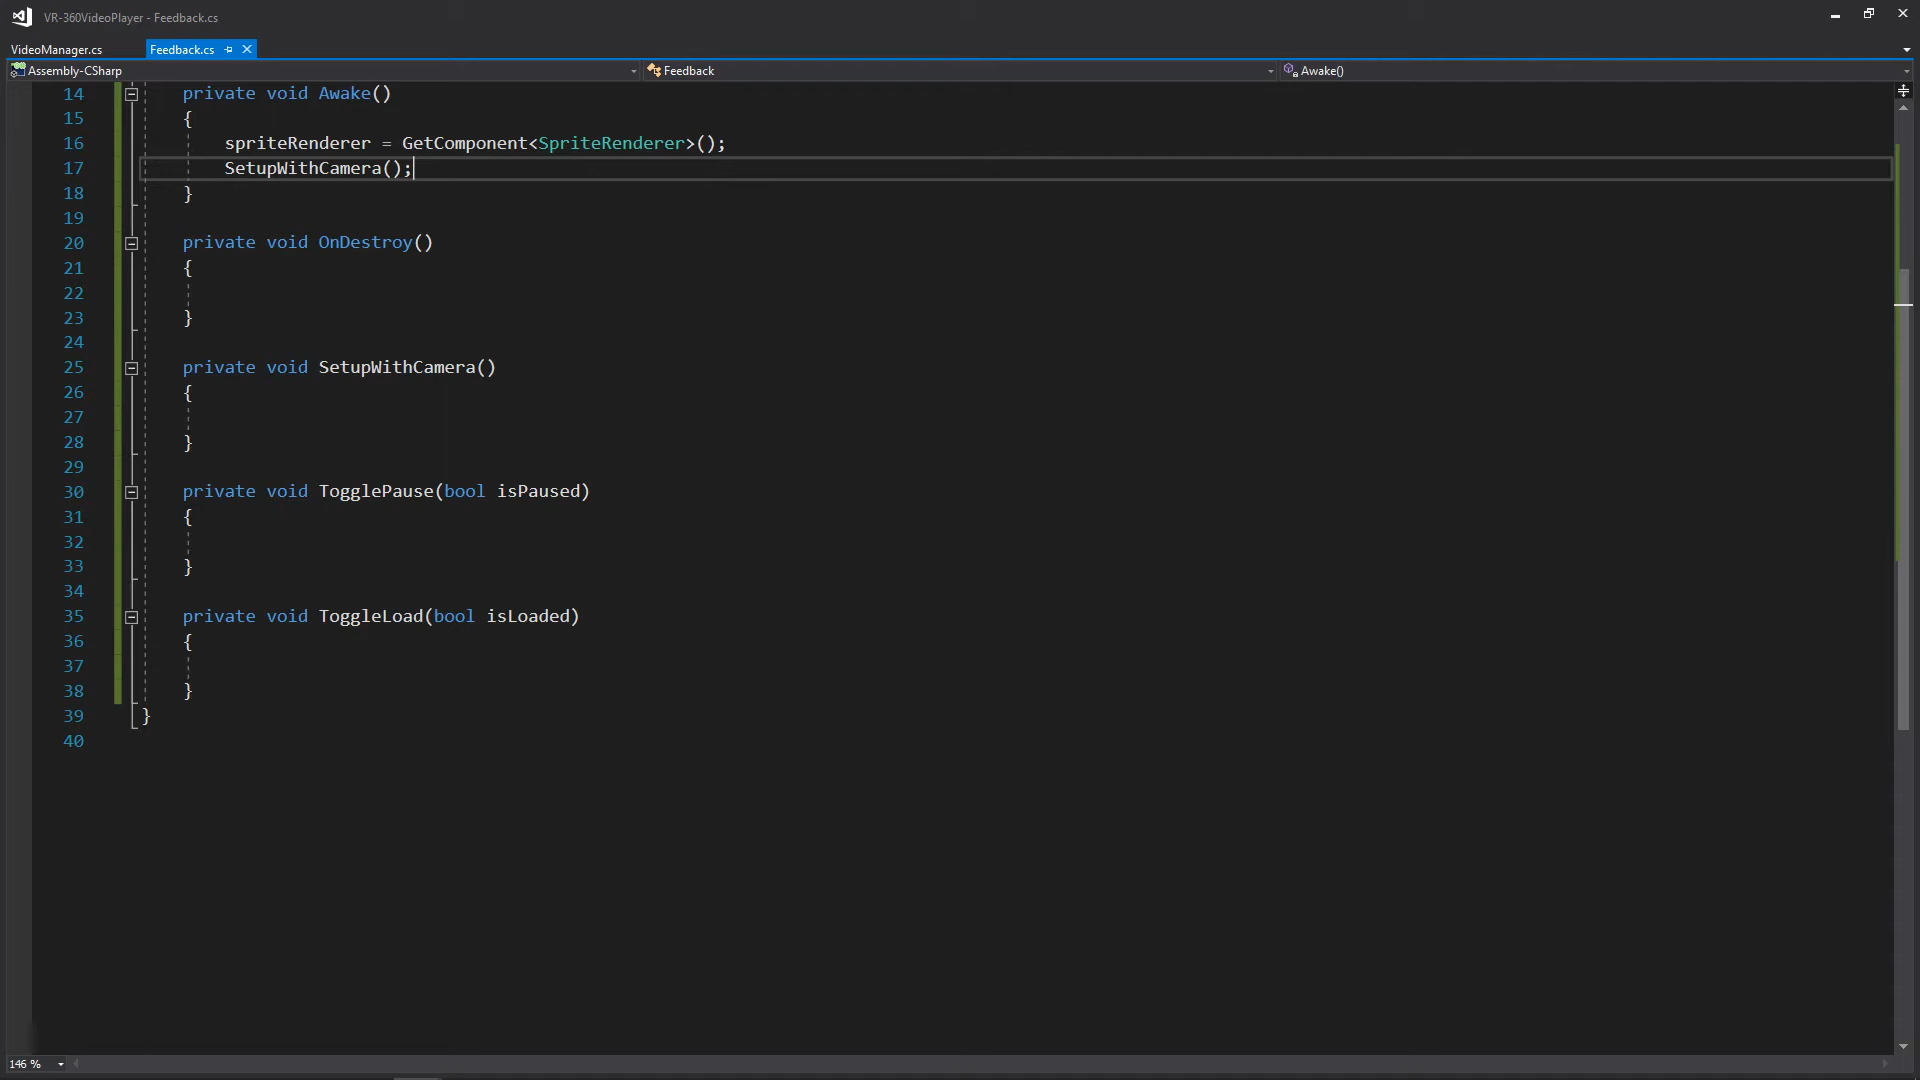 VR-360VideoPlayer - Feedback.cs
VideoManager.cs Feedback.cs
Assembly-CSharp Feedback Awake()
14 private void Awake()
15 {
16 spriteRenderer = GetComponent<SpriteRenderer>();
17 SetupWithCamera();
18 }
19
20 private void OnDestroy()
21 {
22
23 }
24
25 private void SetupWithCamera()
26 {
27
28 }
29
30 private void TogglePause(bool isPaused)
31 {
32
33 }
34
35 private void ToggleLoad(bool isLoaded)
36 {
37
38 }
39 }
40
146 %